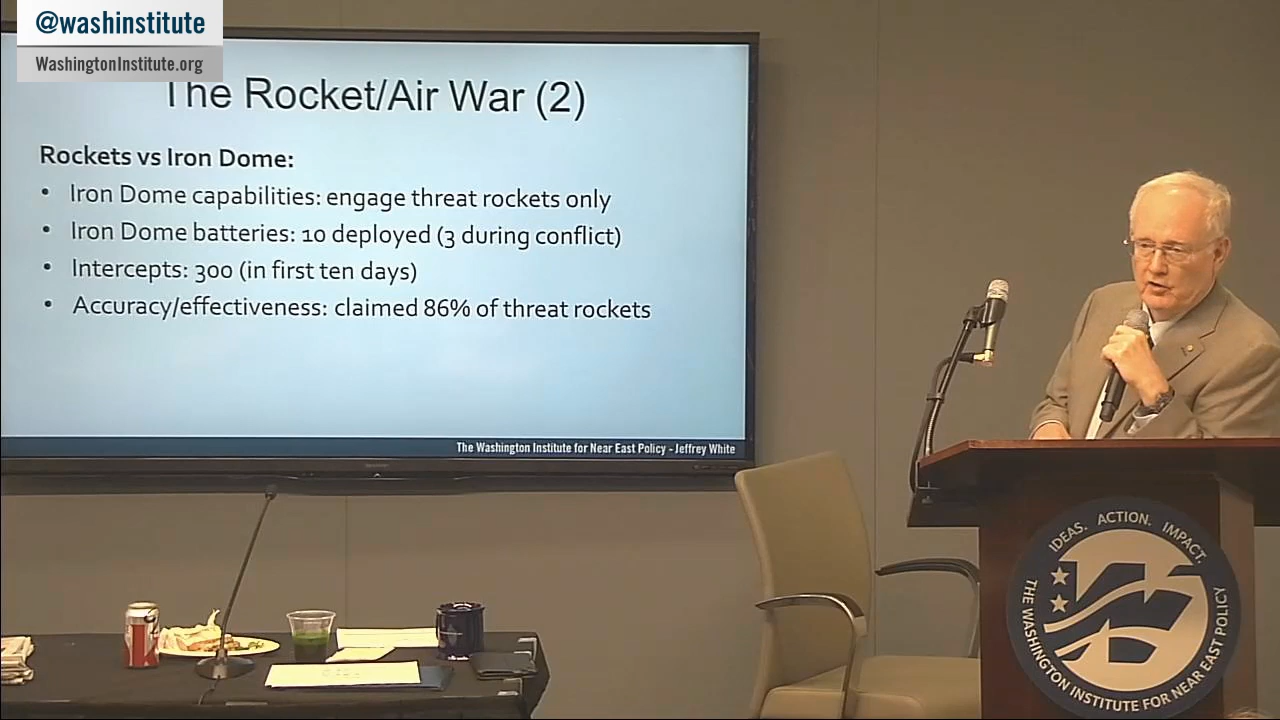 @washinstitute
WashingtonInstitute.org
The Rocket/Air War (2)
Rockets vs Iron Dome:
• Iron Dome capabilities: engage threat rockets only
• Iron Dome batteries: 10 deployed (3 during conflict)
• Intercepts: 300 (in first ten days)
• Accuracy/effectiveness: claimed 86% of threat rockets
The Washington Institute for Near East Policy - Jeffrey White
IDEAS. ACTION. IMPACT.
THE WASHINGTON INSTITUTE FOR NEAR EAST POLICY